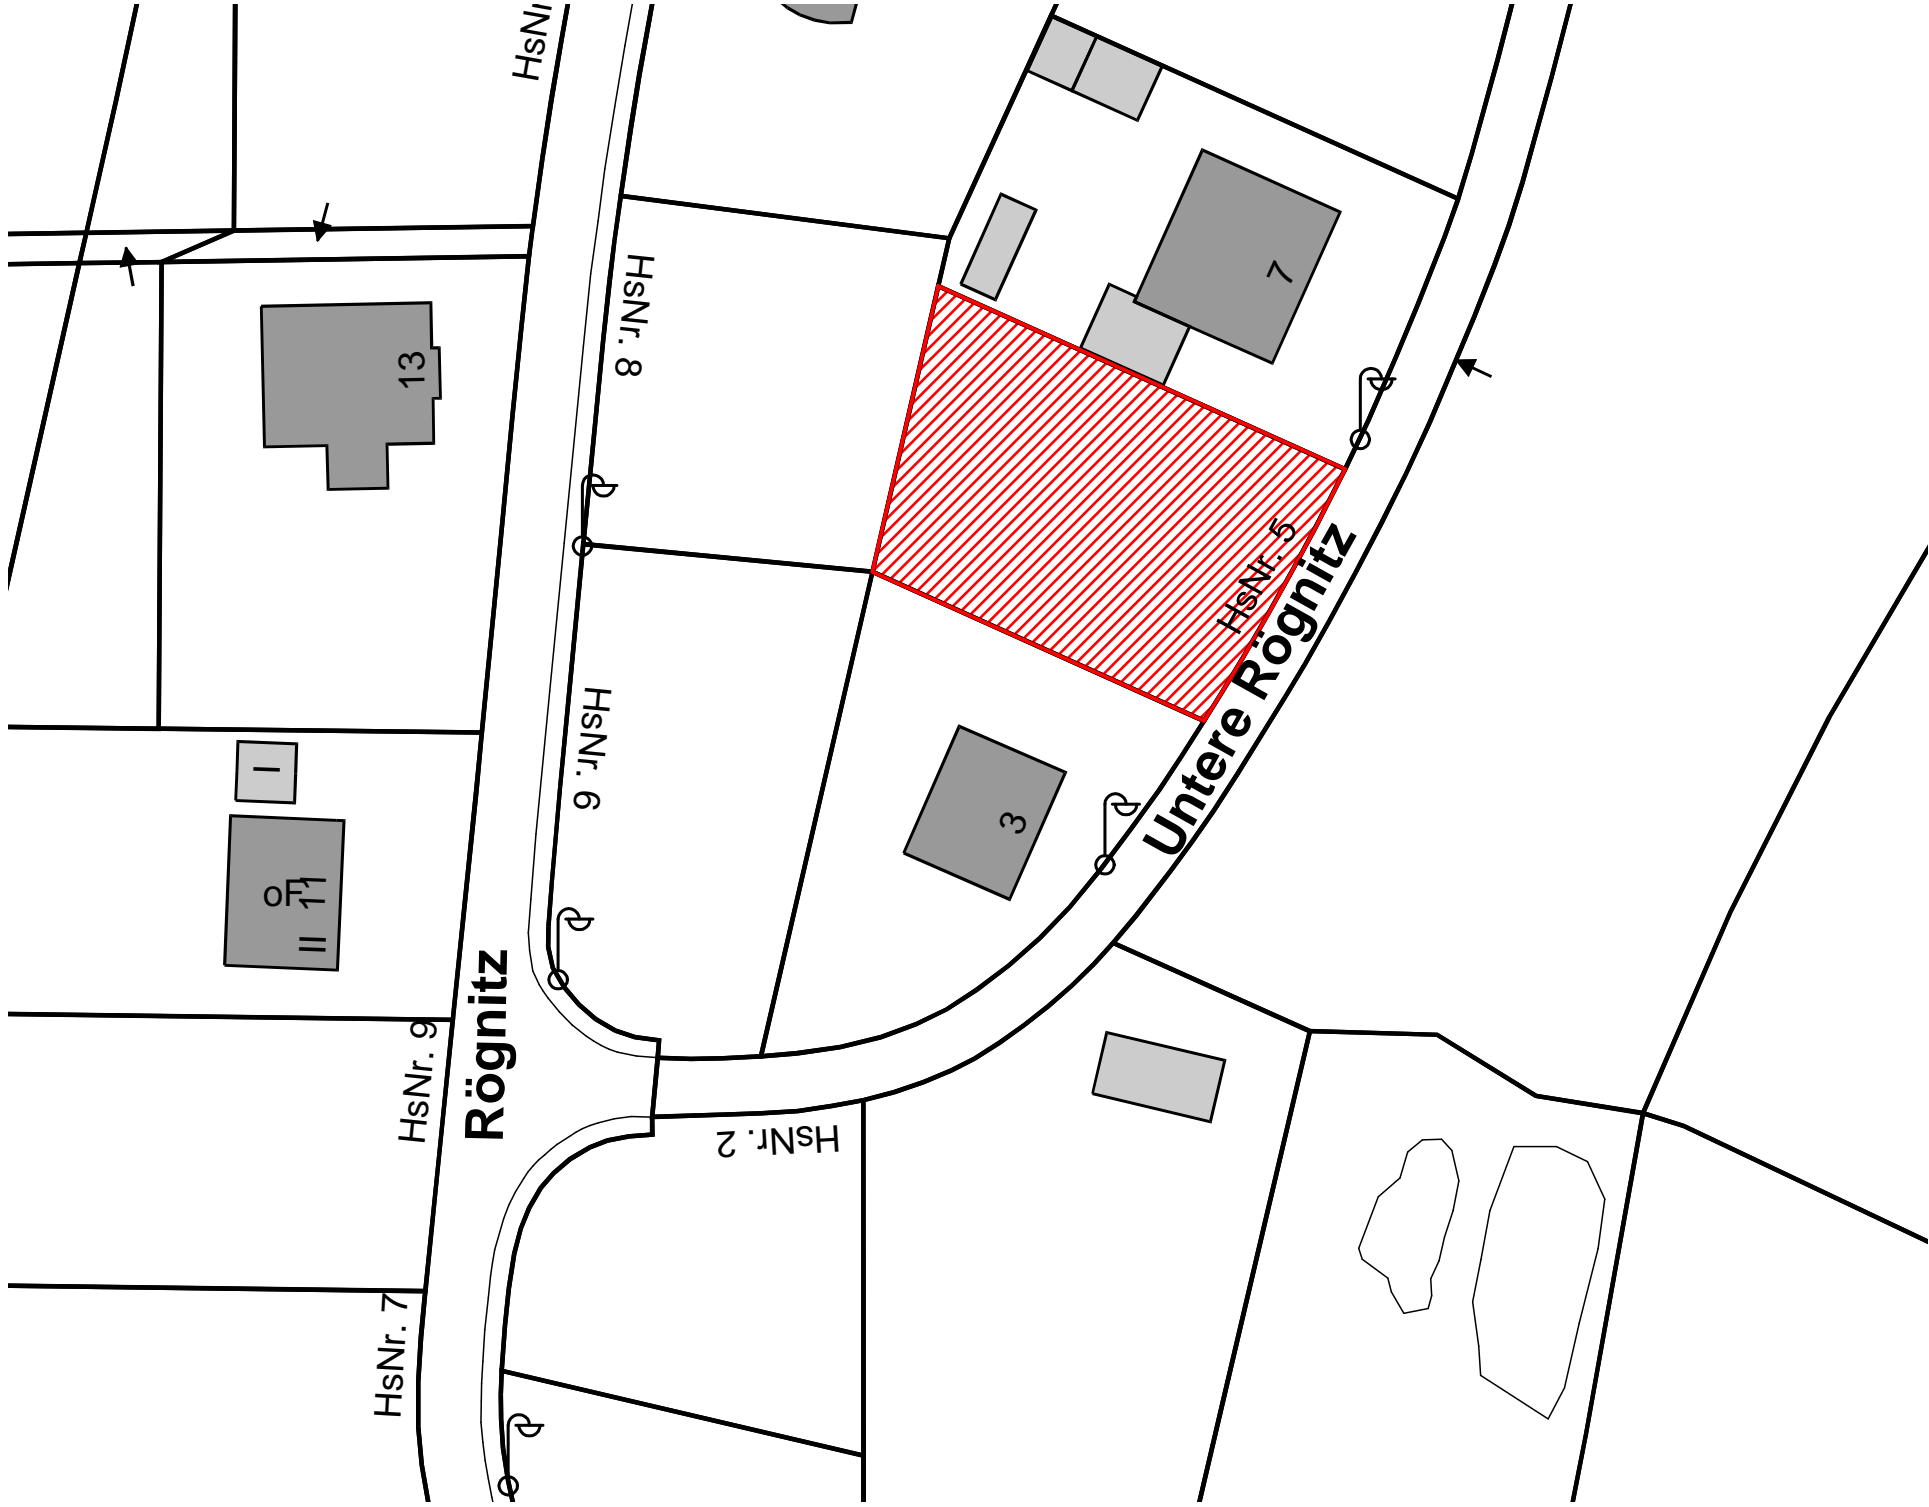 HsNr
7
HsNr. 8
13
HsNr. 5
Untere Rögnitz
HsNr. 6
I
3
oF
11
II
Rögnitz
HsNr. 9
HsNr. 2
HsNr. 7